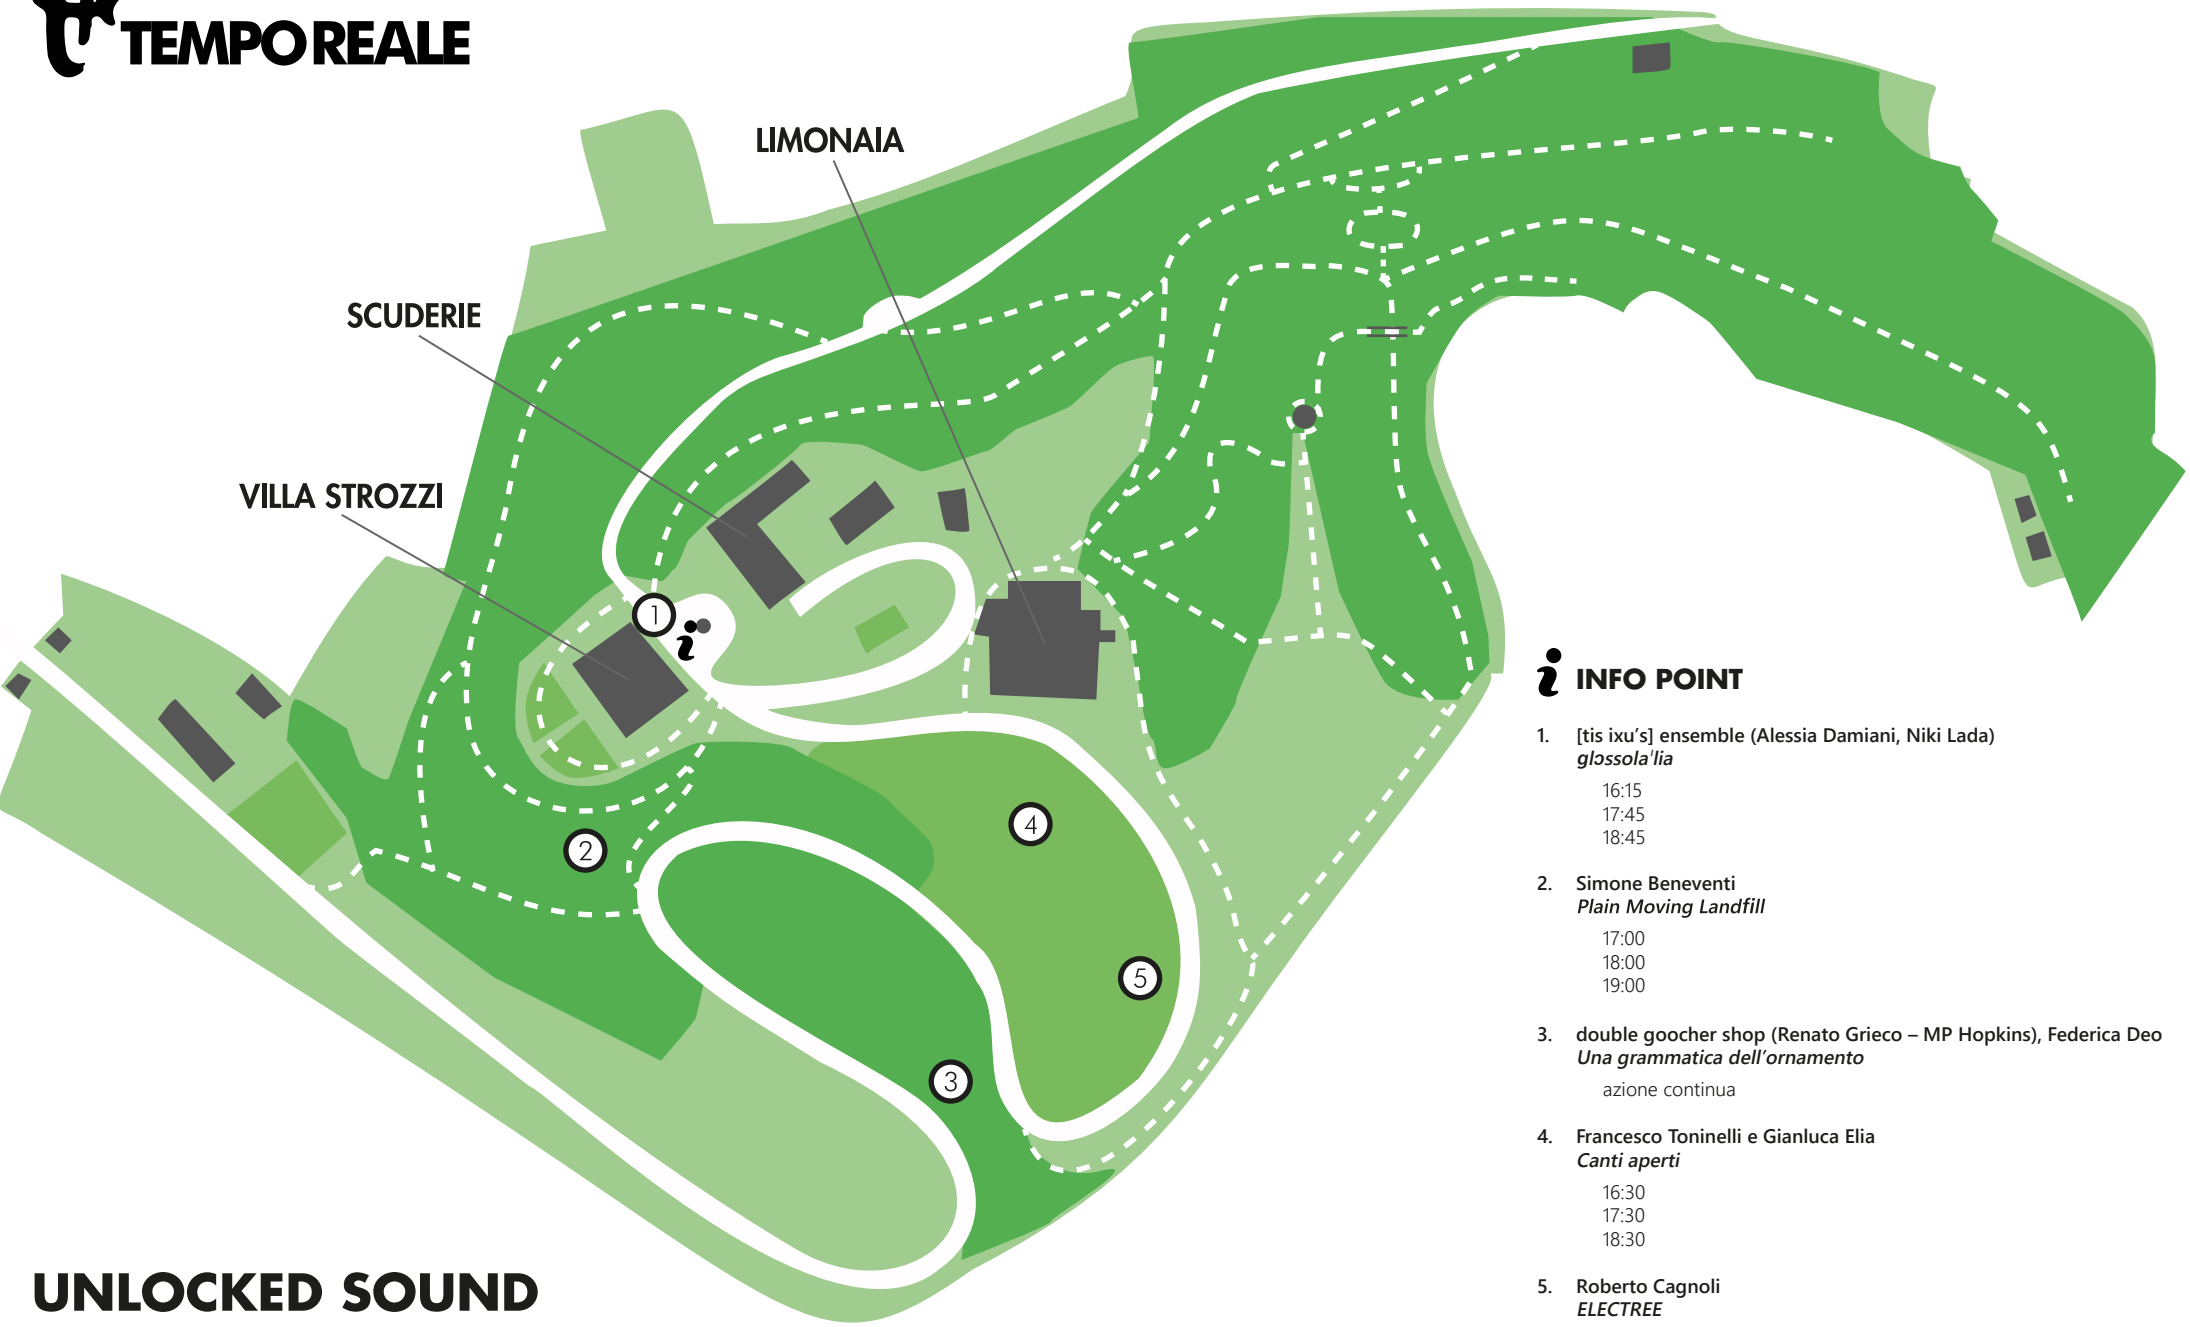 TEMPO REALE
LIMONAIA
SCUDERIE
VILLA STROZZI
1
2
3
4
5
INFO POINT
1. [tis ixu's] ensemble (Alessia Damiani, Niki Lada)
glɔssolaˈlia
16:15
17:45
18:45
2. Simone Beneventi
Plain Moving Landfill
17:00
18:00
19:00
3. double goocher shop (Renato Grieco – MP Hopkins), Federica Deo
Una grammatica dell'ornamento
azione continua
4. Francesco Toninelli e Gianluca Elia
Canti aperti
16:30
17:30
18:30
5. Roberto Cagnoli
ELECTREE
UNLOCKED SOUND